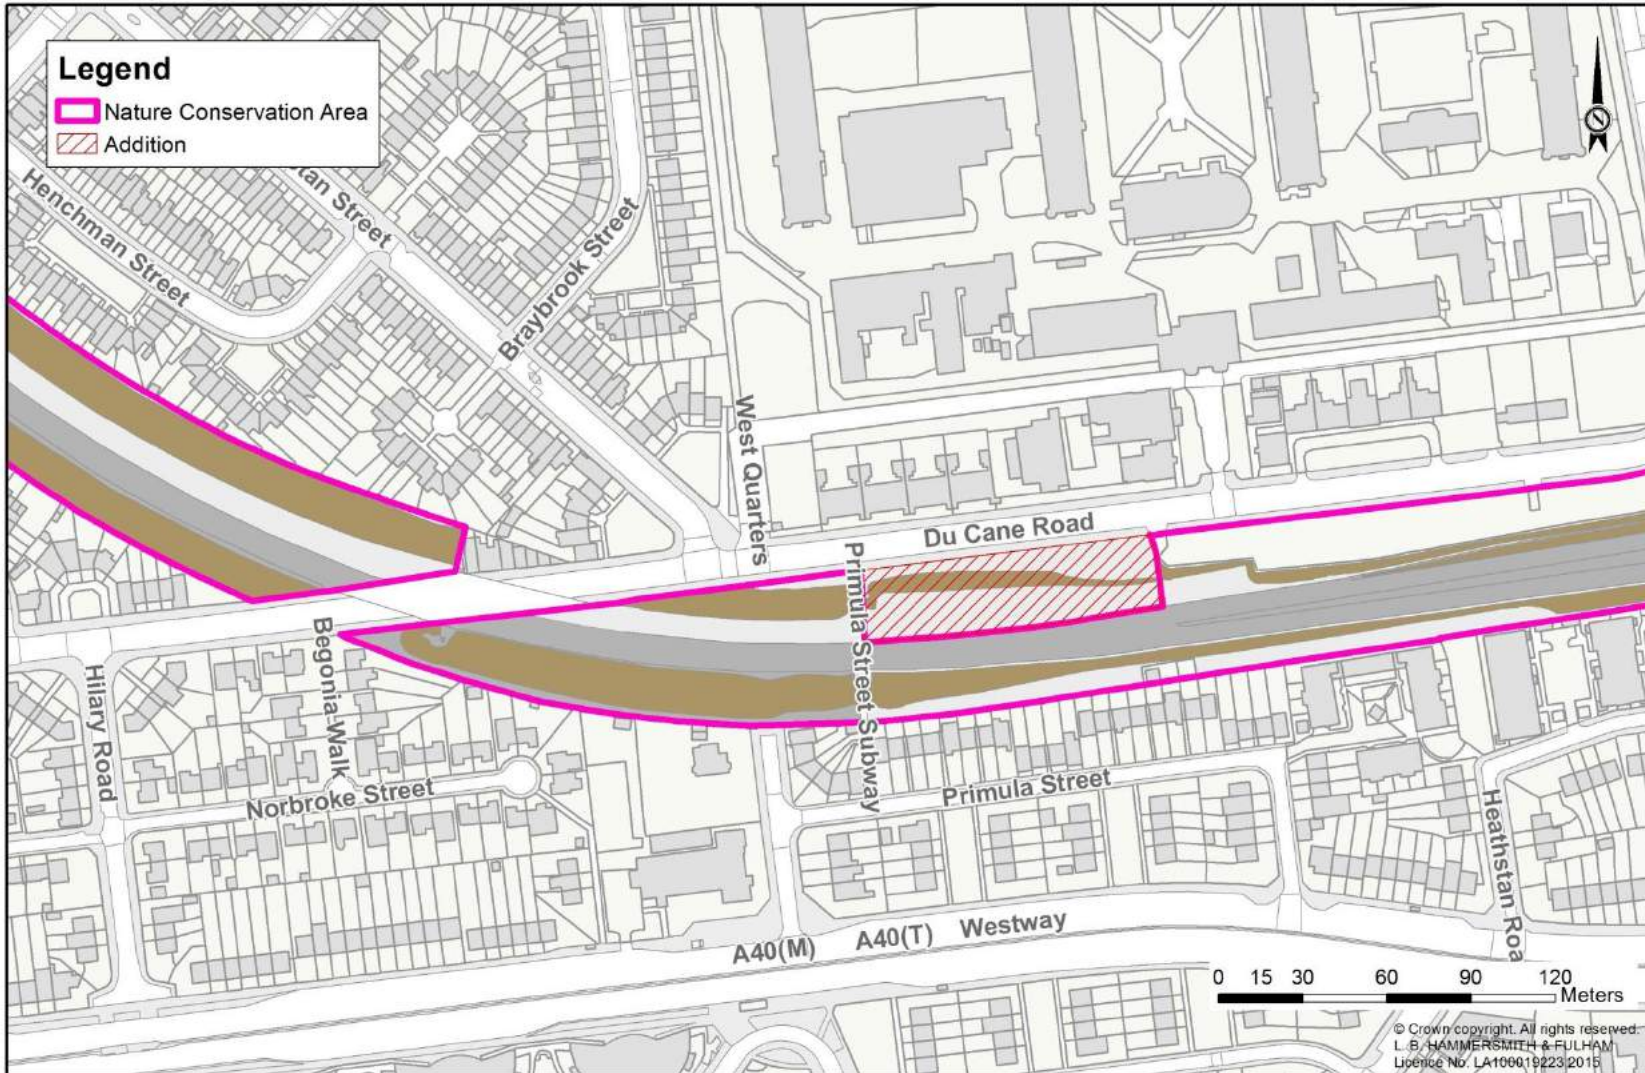 Legend
Nature Conservation Area
Addition
Henchman Street
stan Street
Braybrook Street
West Quarters
Du Cane Road
Primula Street Subway
Begonia Walk
Hilary Road
Norbroke Street
Primula Street
Heathstan Roa
A40(M) A40(T) Westway
0 15 30 60 90 120
Meters
© Crown copyright. All rights reserved.
L. B. HAMMERSMITH & FULHAM
Licence No. LA100019223 2015